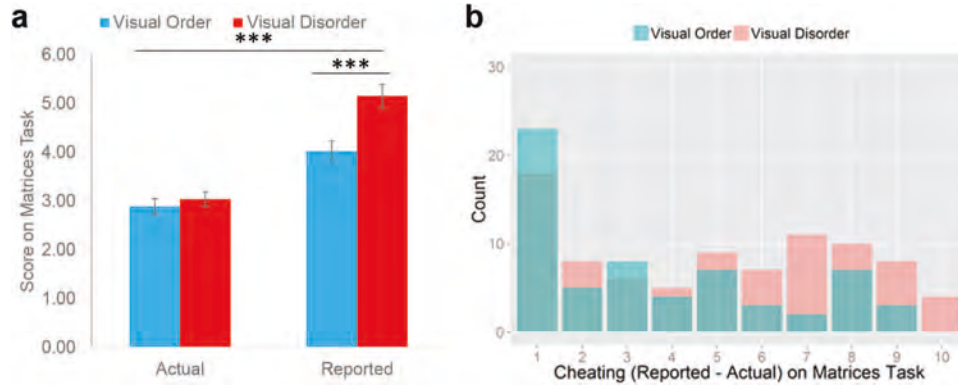 a
Visual Order Visual Disorder
***
***
6.00
5.00
4.00
3.00
2.00
1.00
0.00
Score on Matrices Task
Actual Reported
b
Visual Order Visual Disorder
30
20
10
0
Count
1 2 3 4 5 6 7 8 9 10
Cheating (Reported - Actual) on Matrices Task